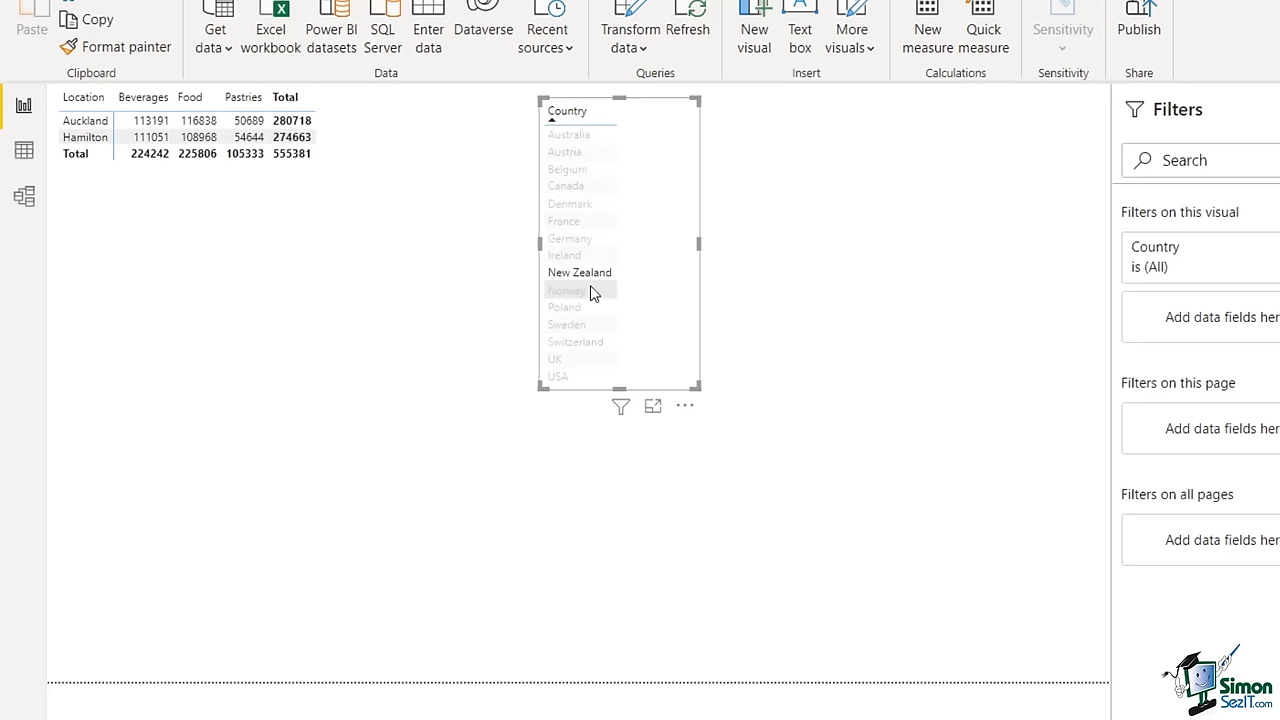 Paste
Copy
Format painter
Clipboard
Get data
Excel workbook
Power BI datasets
SQL Server
Enter data
Dataverse
Recent sources
Data
Transform data
Refresh
Queries
New visual
Text box
More visuals
Insert
New measure
Quick measure
Calculations
Sensitivity
Sensitivity
Publish
Share
Location Beverages Food Pastries Total
Auckland 113191 116838 50689 280718
Hamilton 111051 108968 54644 274663
Total 224242 225806 105333 555381
Country
Australia
Austria
Belgium
Canada
Denmark
France
Germany
Ireland
New Zealand
Norway
Poland
Sweden
Switzerland
UK
USA
Filters
Search
Filters on this visual
Country
is (All)
Add data fields her
Filters on this page
Add data fields her
Filters on all pages
Add data fields her
Simon
SezIT.com